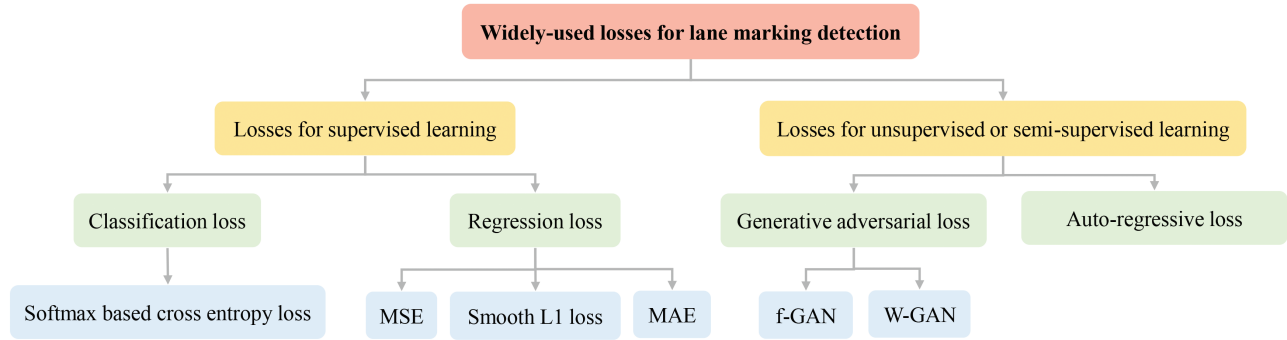 Widely-used losses for lane marking detection
Losses for supervised learning
Losses for unsupervised or semi-supervised learning
Classification loss
Regression loss
Generative adversarial loss
Auto-regressive loss
Softmax based cross entropy loss
MSE
Smooth L1 loss
MAE
f-GAN
W-GAN